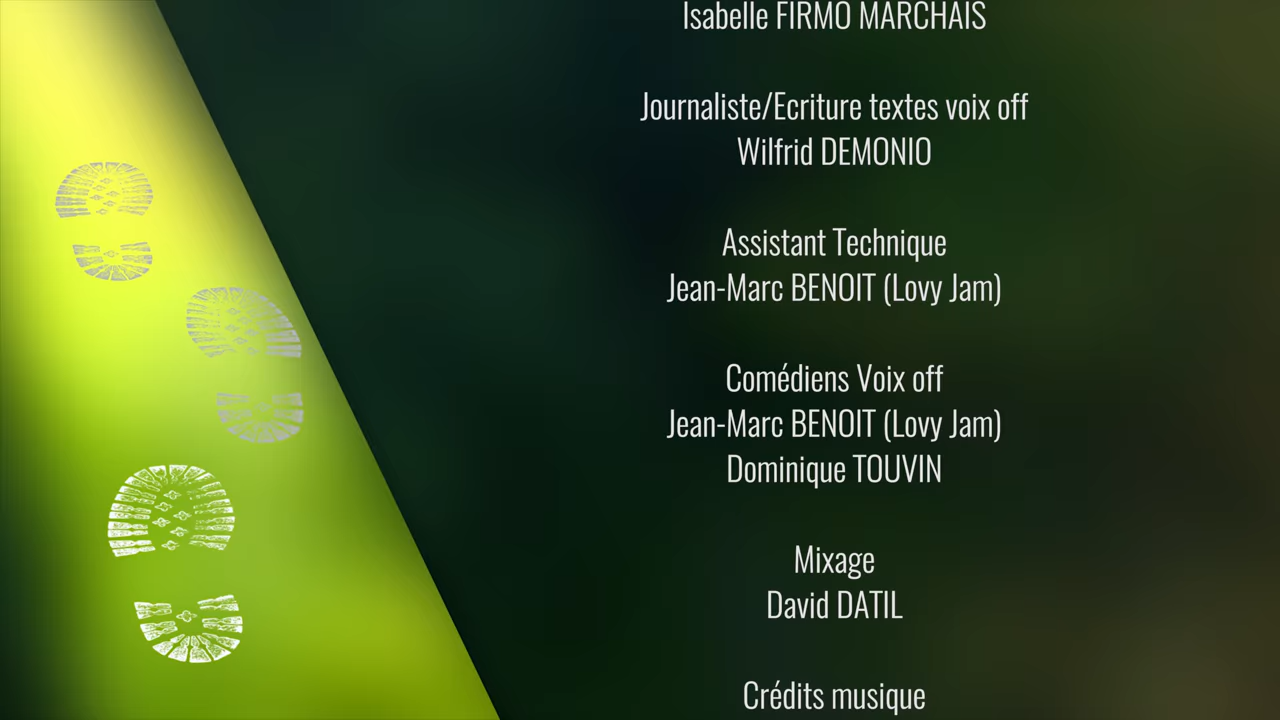 Isabelle FIRMO MARCHAIS
Journaliste/Ecriture textes voix off
Wilfrid DEMONIO
Assistant Technique
Jean-Marc BENOIT (Lovy Jam)
Comédiens Voix off
Jean-Marc BENOIT (Lovy Jam)
Dominique TOUVIN
Mixage
David DATIL
Crédits musique